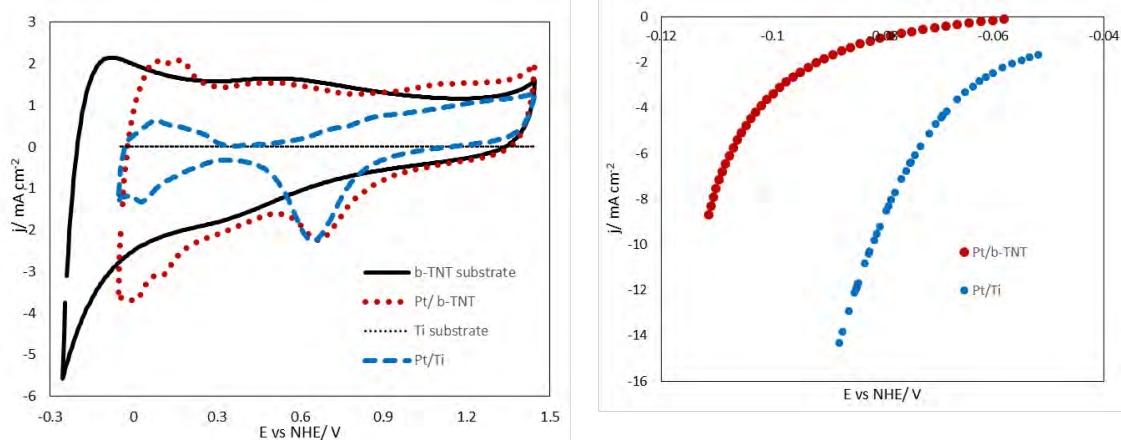 3
2
1
0
-1
-2
-3
-4
-5
-6
j/ mA cm-2
b-TNT substrate
Pt/ b-TNT
Ti substrate
Pt/Ti
-0.3 0 0.3 0.6 0.9 1.2 1.5
E vs NHE/ V
0
-0.12 -0.1 -0.08 -0.06 -0.04
-2
-4
-6
-8
-10
-12
-14
-16
j/ mA cm-2
Pt/b-TNT
Pt/Ti
E vs NHE/ V